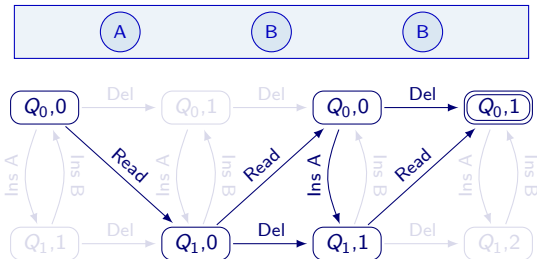 A B B
Del Del Del
Q0,0 Q0,1 Q0,0 Q0,1
Ins A Read Ins B Ins A Read Ins B Ins A Ins B Read Ins A Ins B
Del Del Del
Q1,1 Q1,0 Q1,1 Q1,2